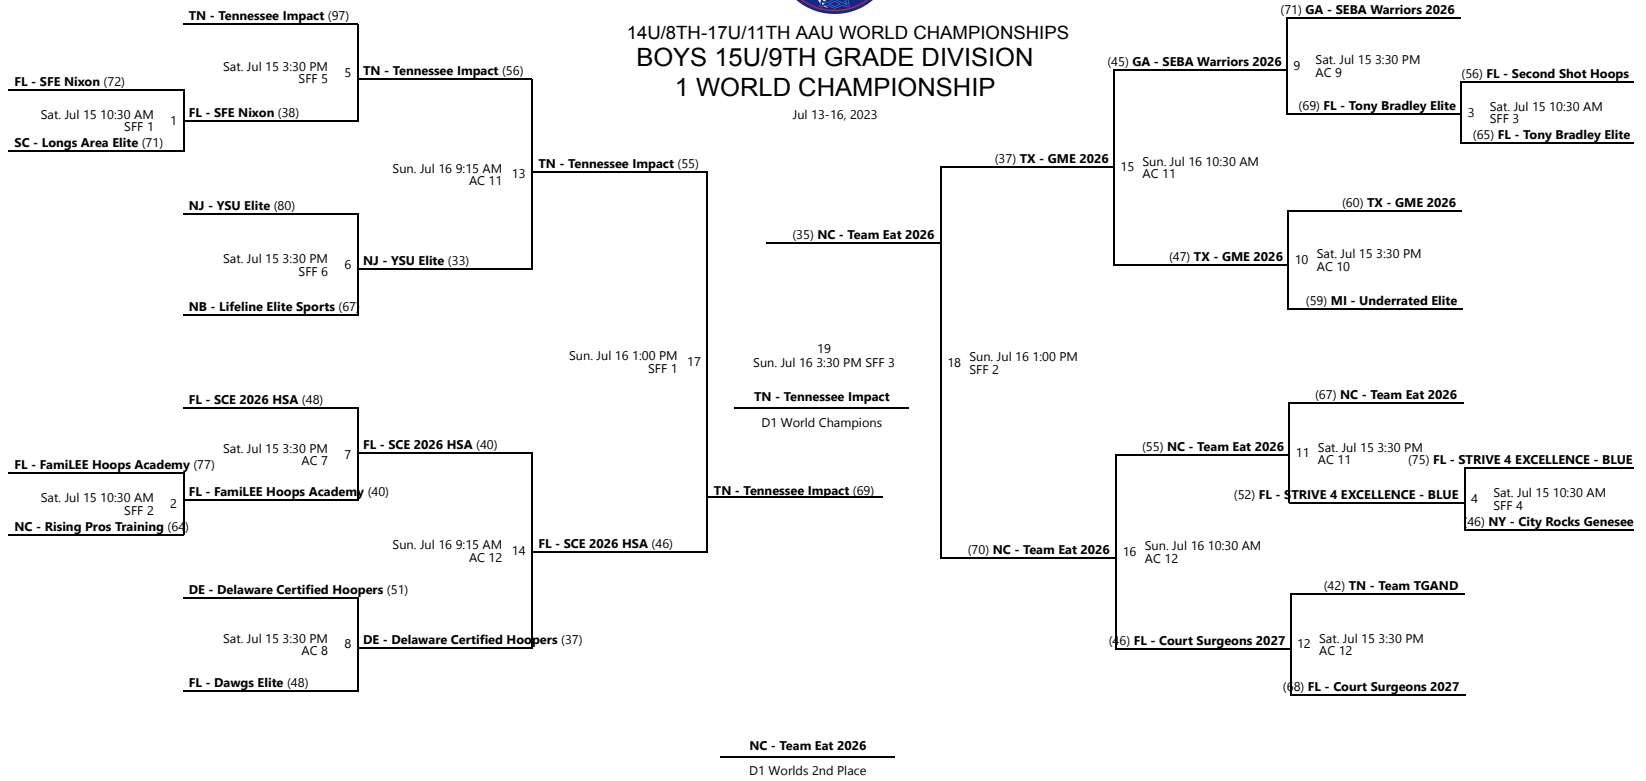 14U/8TH-17U/11TH AAU WORLD CHAMPIONSHIPS
BOYS 15U/9TH GRADE DIVISION
1 WORLD CHAMPIONSHIP
Jul 13-16, 2023
TN - Tennessee Impact (97)
Sat. Jul 15 3:30 PM 5
SFF 5
FL - SFE Nixon (72)
Sat. Jul 15 10:30 AM 1
SFF 1
SC - Longs Area Elite (71)
FL - SFE Nixon (38)
TN - Tennessee Impact (56)
Sun. Jul 16 9:15 AM 13
AC 11
NJ - YSU Elite (80)
Sat. Jul 15 3:30 PM 6
SFF 6
NB - Lifeline Elite Sports (67)
NJ - YSU Elite (33)
TN - Tennessee Impact (55)
Sun. Jul 16 1:00 PM 17
SFF 1
FL - SCE 2026 HSA (48)
Sat. Jul 15 3:30 PM 7
AC 7
FL - FamiLEE Hoops Academy (77)
Sat. Jul 15 10:30 AM 2
SFF 2
NC - Rising Pros Training (64)
FL - FamiLEE Hoops Academy (40)
FL - SCE 2026 HSA (40)
Sun. Jul 16 9:15 AM 14
AC 12
DE - Delaware Certified Hoopers (51)
Sat. Jul 15 3:30 PM 8
AC 8
FL - Dawgs Elite (48)
DE - Delaware Certified Hoopers (37)
FL - SCE 2026 HSA (46)
TN - Tennessee Impact (69)
(35) NC - Team Eat 2026
19
Sun. Jul 16 3:30 PM SFF 3
TN - Tennessee Impact
D1 World Champions
(71) GA - SEBA Warriors 2026
9 Sat. Jul 15 3:30 PM
AC 9
(56) FL - Second Shot Hoops
3 Sat. Jul 15 10:30 AM
SFF 3
(65) FL - Tony Bradley Elite
(69) FL - Tony Bradley Elite
(45) GA - SEBA Warriors 2026
15 Sun. Jul 16 10:30 AM
AC 11
(60) TX - GME 2026
10 Sat. Jul 15 3:30 PM
AC 10
(59) MI - Underrated Elite
(47) TX - GME 2026
(37) TX - GME 2026
18 Sun. Jul 16 1:00 PM
SFF 2
(67) NC - Team Eat 2026
11 Sat. Jul 15 3:30 PM
AC 11
(75) FL - STRIVE 4 EXCELLENCE - BLUE
4 Sat. Jul 15 10:30 AM
SFF 4
(46) NY - City Rocks Genesee
(52) FL - STRIVE 4 EXCELLENCE - BLUE
(55) NC - Team Eat 2026
16 Sun. Jul 16 10:30 AM
AC 12
(42) TN - Team TGAND
12 Sat. Jul 15 3:30 PM
AC 12
(68) FL - Court Surgeons 2027
(46) FL - Court Surgeons 2027
(70) NC - Team Eat 2026
NC - Team Eat 2026
D1 Worlds 2nd Place